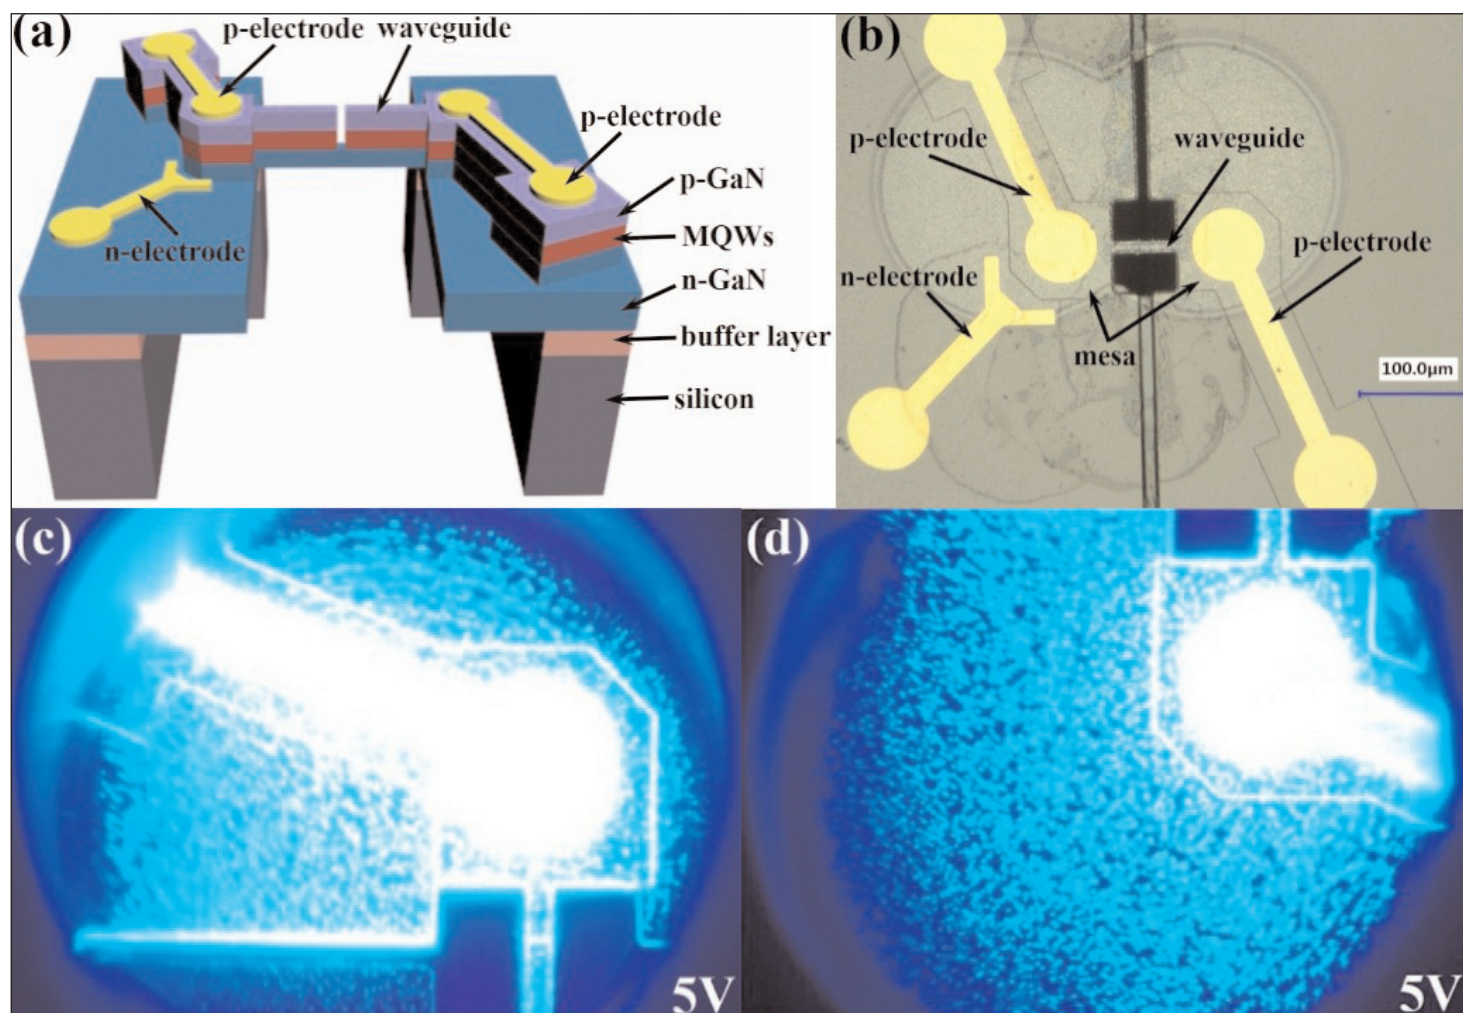 (a)
p-electrode
waveguide
p-electrode
p-GaN
MQWs
n-electrode
n-GaN
buffer layer
silicon
(b)
p-electrode
waveguide
p-electrode
n-electrode
mesa
100.0μm
(c)
5V
(d)
5V